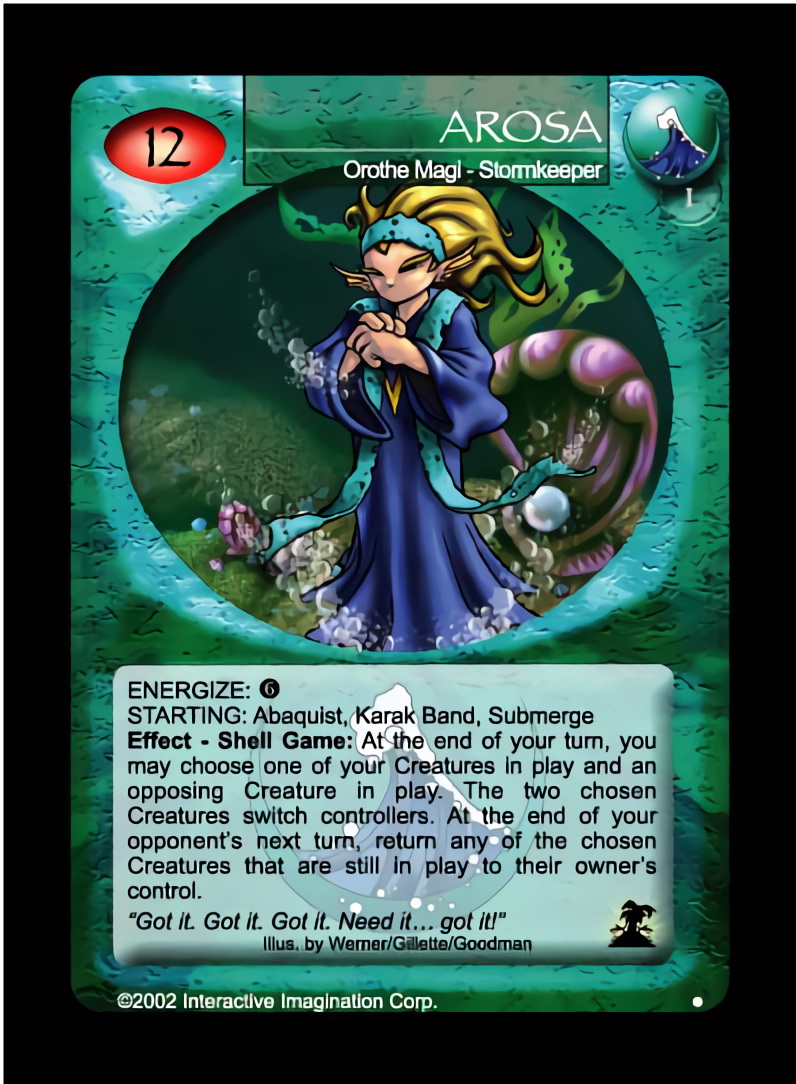 12
AROSA
Orothe Magi - Stormkeeper
I
ENERGIZE: 6
STARTING: Abaquist, Karak Band, Submerge
Effect - Shell Game: At the end of your turn, you
may choose one of your Creatures in play and an
opposing Creature in play. The two chosen
Creatures switch controllers. At the end of your
opponent's next turn, return any of the chosen
Creatures that are still in play to their owner's
control.
"Got it. Got it. Got it. Need it... got it!"
Illus. by Werner/Gillette/Goodman
©2002 Interactive Imagination Corp.